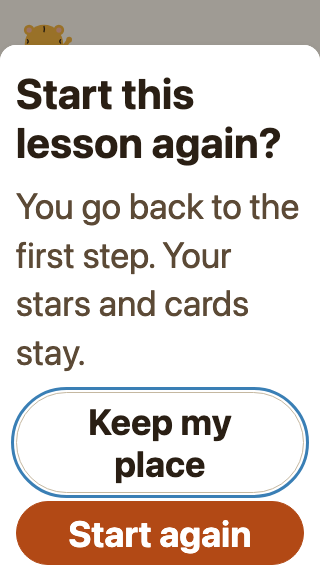 Start this
lesson again?
You go back to the
first step. Your
stars and cards
stay.
Keep my
place
Start again